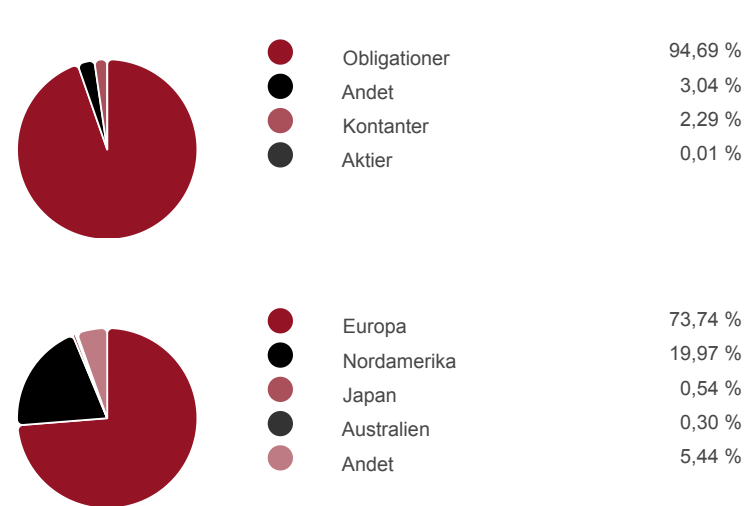 Obligationer 94,69 %
Andet 3,04 %
Kontanter 2,29 %
Aktier 0,01 %
Europa 73,74 %
Nordamerika 19,97 %
Japan 0,54 %
Australien 0,30 %
Andet 5,44 %